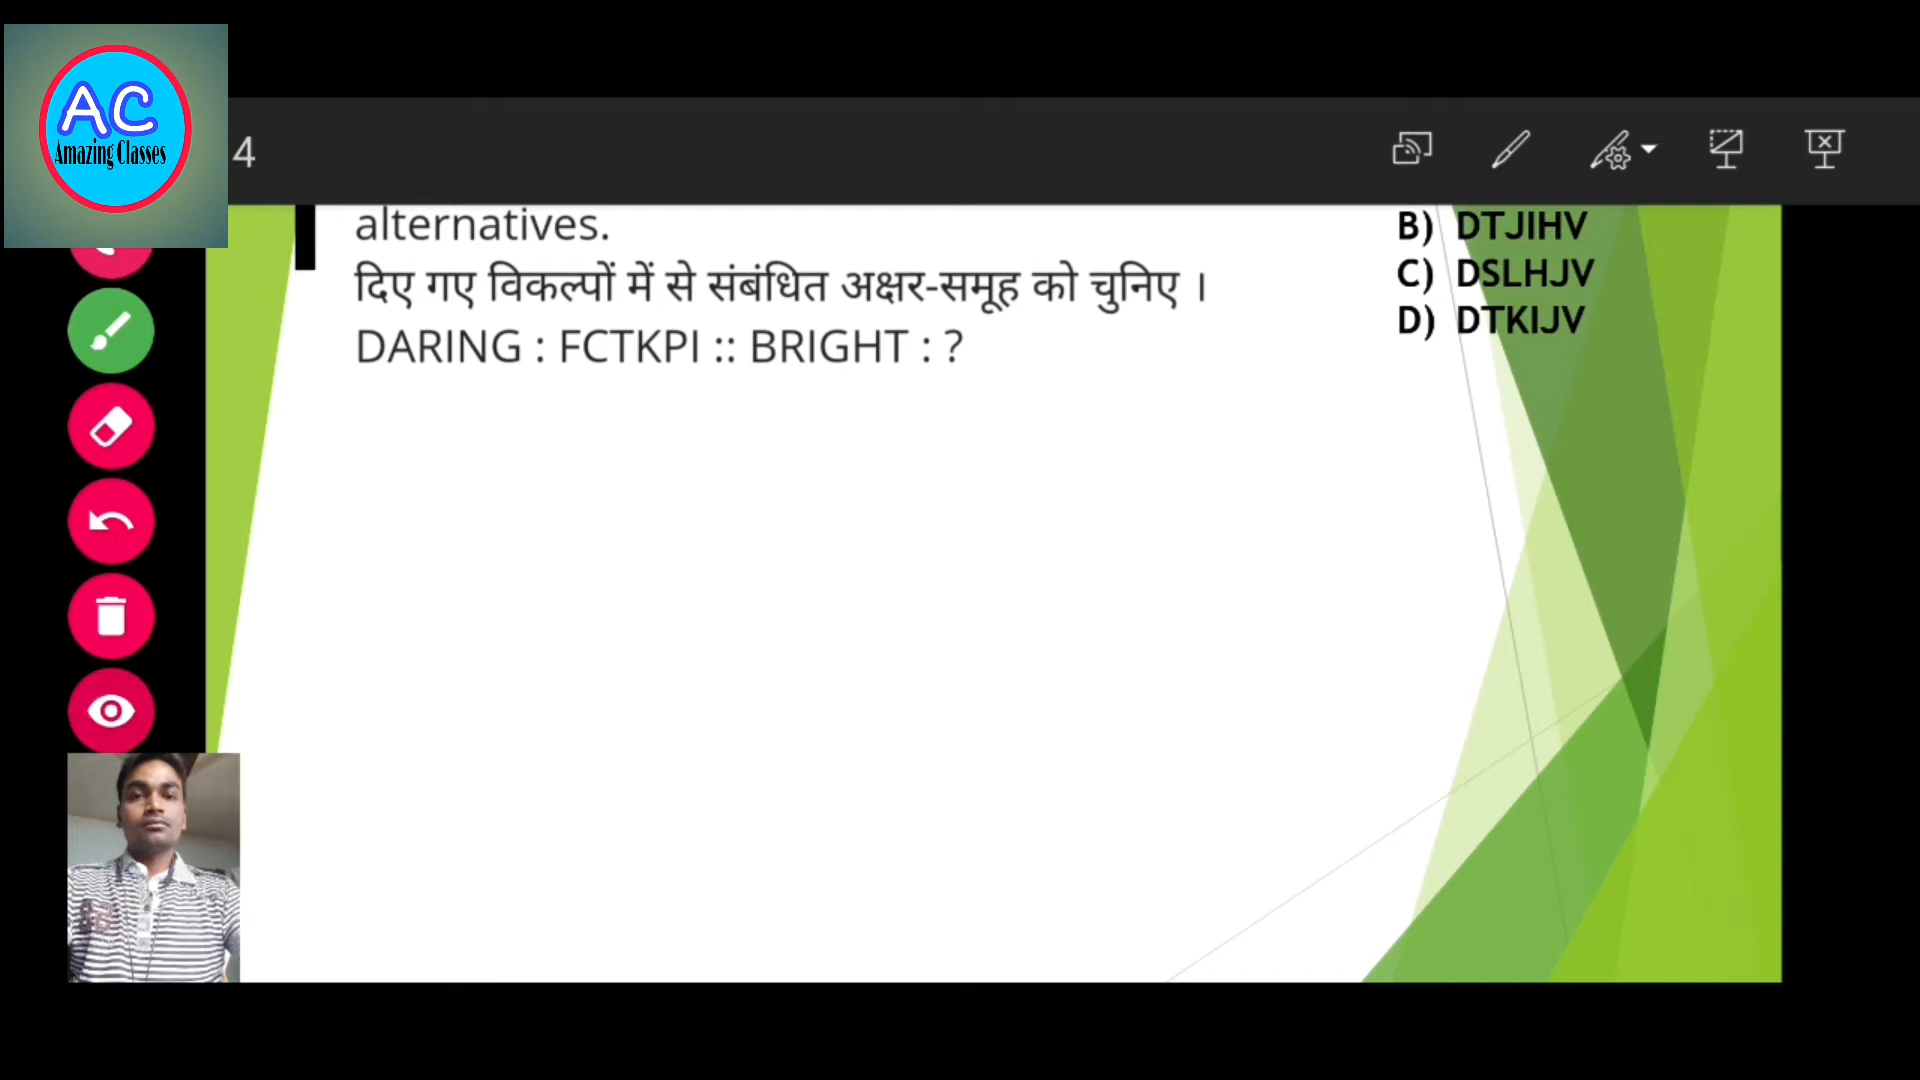 AC
Amazing Classes
4
alternatives.
दिए गए विकल्पों में से संबंधित अक्षर-समूह को चुनिए ।
DARING : FCTKPI :: BRIGHT : ?
B) DTJIHV
C) DSLHJV
D) DTKIJV